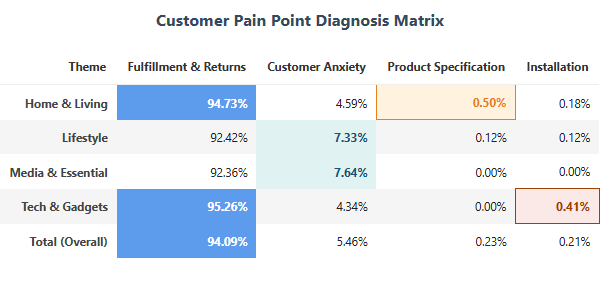 Customer Pain Point Diagnosis Matrix
Theme Fulfillment & Returns Customer Anxiety Product Specification Installation
Home & Living 94.73% 4.59% 0.50% 0.18%
Lifestyle 92.42% 7.33% 0.12% 0.12%
Media & Essential 92.36% 7.64% 0.00% 0.00%
Tech & Gadgets 95.26% 4.34% 0.00% 0.41%
Total (Overall) 94.09% 5.46% 0.23% 0.21%